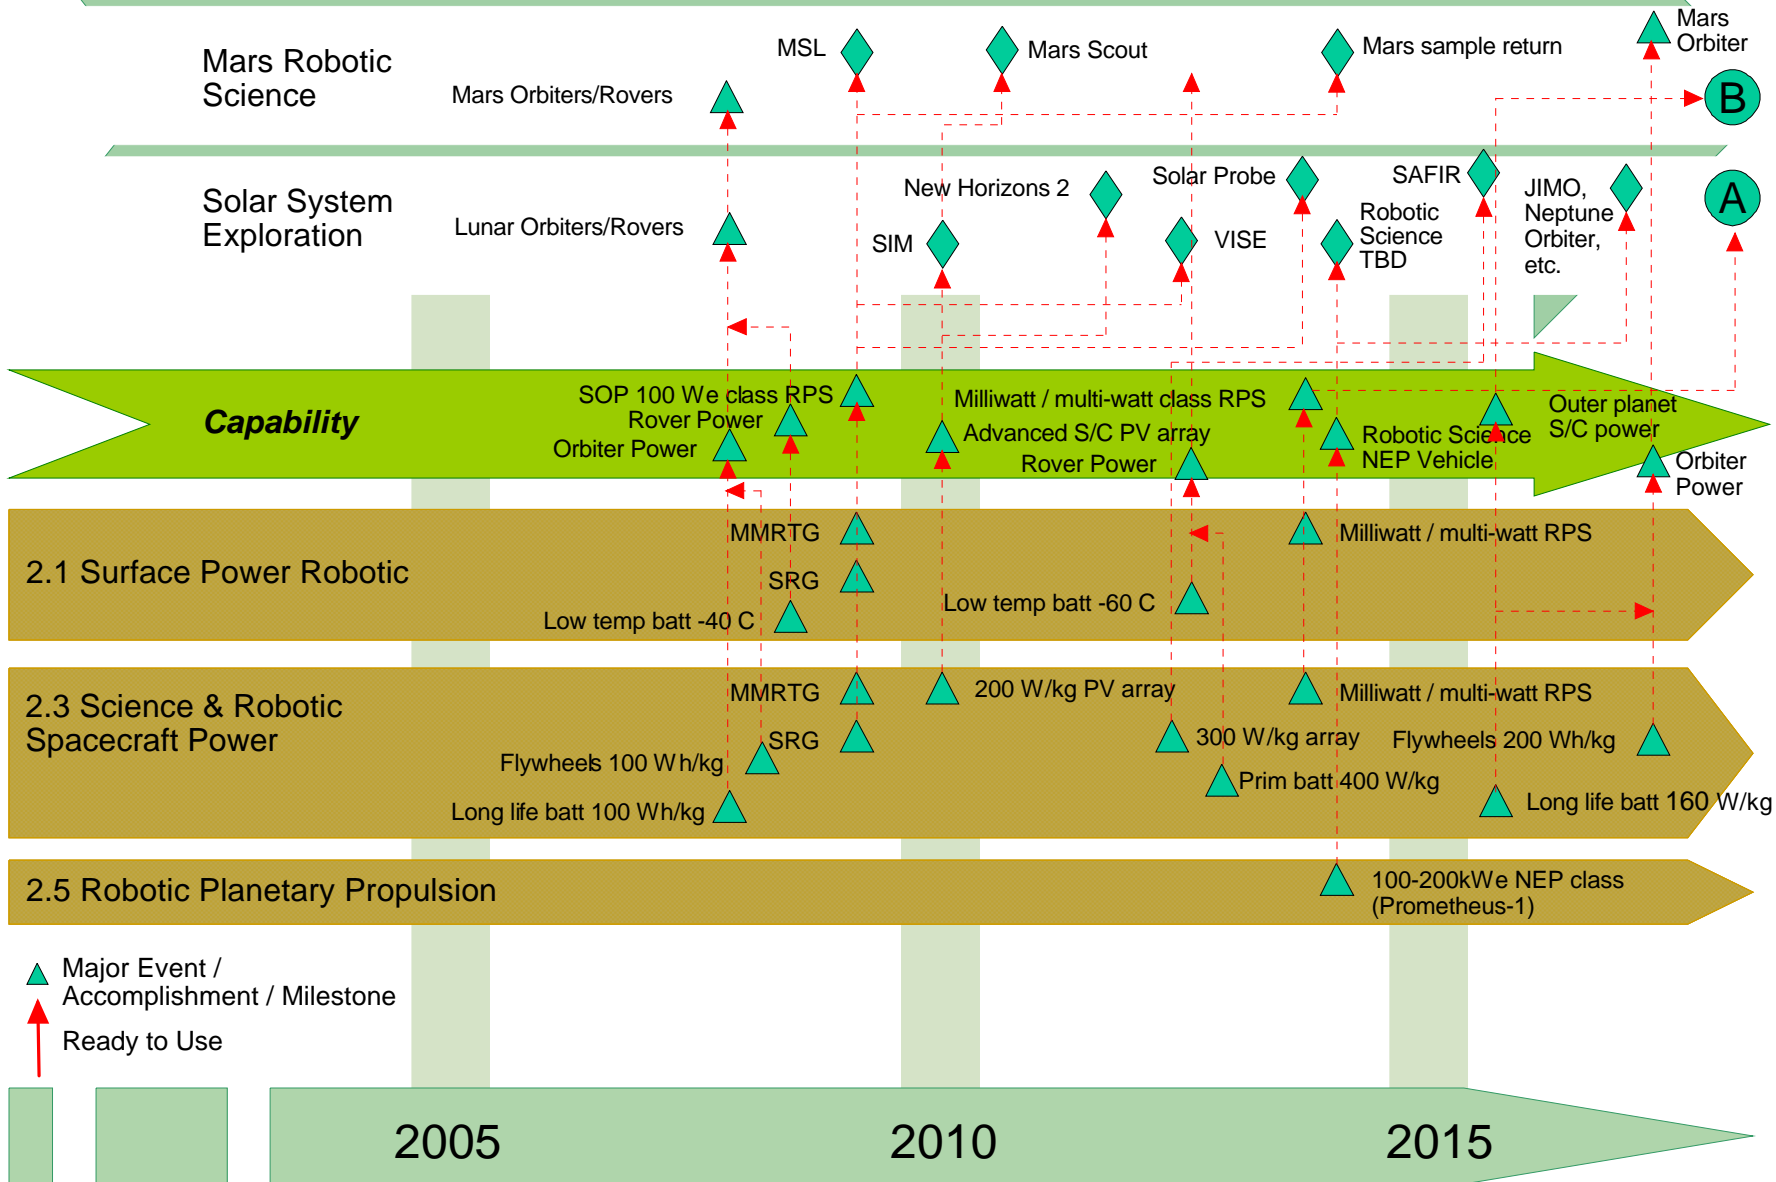 Mars Robotic
Science
Mars Orbiters/Rovers
MSL
Mars Scout
Mars sample return
Mars
Orbiter
B
Solar System
Exploration
Lunar Orbiters/Rovers
New Horizons 2
SIM
Solar Probe
VISE
SAFIR
Robotic
Science
TBD
JIMO,
Neptune
Orbiter,
etc.
A
Capability
SOP 100 We class RPS
Rover Power
Orbiter Power
Milliwatt / multi-watt class RPS
Advanced S/C PV array
Rover Power
Robotic Science
NEP Vehicle
Outer planet
S/C power
Orbiter
Power
2.1 Surface Power Robotic
MMRTG
SRG
Low temp batt -40 C
Low temp batt -60 C
Milliwatt / multi-watt RPS
2.3 Science & Robotic
Spacecraft Power
MMRTG
SRG
Flywheels 100 Wh/kg
Long life batt 100 Wh/kg
200 W/kg PV array
300 W/kg array
Prim batt 400 W/kg
Milliwatt / multi-watt RPS
Flywheels 200 Wh/kg
Long life batt 160 W/kg
2.5 Robotic Planetary Propulsion
100-200kWe NEP class
(Prometheus-1)
Major Event /
Accomplishment / Milestone
Ready to Use
2005
2010
2015